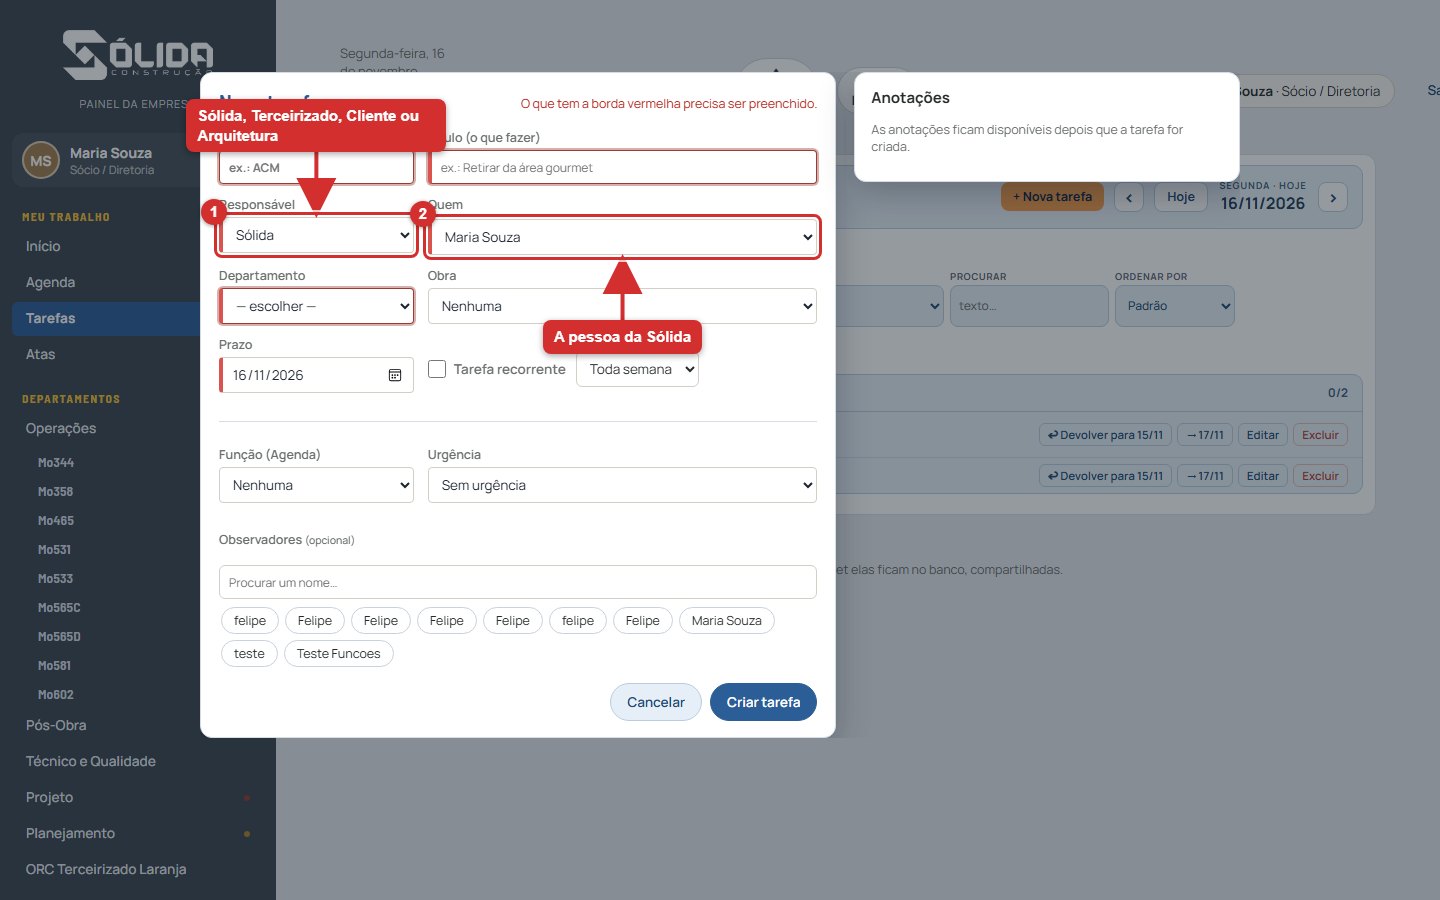 SÓLIDA
CONSTRUÇÃO
PAINEL DA EMPRES
MS
Maria Souza
Sócio / Diretoria
MEU TRABALHO
Início
Agenda
Tarefas
Atas
DEPARTAMENTOS
Operações
Mo344
Mo358
Mo465
Mo531
Mo533
Mo565C
Mo565D
Mo581
Mo602
Pós-Obra
Técnico e Qualidade
Projeto
Planejamento
ORC Terceirizado Laranja
Segunda-feira, 16
de novembro
O que tem a borda vermelha precisa ser preenchido.
Sólida, Terceirizado, Cliente ou
Arquitetura
(o que fazer)
ex.: ACM
ex.: Retirar da área gourmet
1
Responsável
2
Quem
Sólida
Maria Souza
Departamento
Obra
— escolher —
Nenhuma
A pessoa da Sólida
Prazo
16/11/2026
Tarefa recorrente
Toda semana
Função (Agenda)
Urgência
Nenhuma
Sem urgência
Observadores (opcional)
Procurar um nome...
felipe
Felipe
Felipe
Felipe
Felipe
felipe
Felipe
Maria Souza
teste
Teste Funcoes
Cancelar
Criar tarefa
Anotações
As anotações ficam disponíveis depois que a tarefa for
criada.
Souza · Sócio / Diretoria
Sa
+ Nova tarefa
‹
Hoje
SEGUNDA · HOJE
16/11/2026
›
PROCURAR
ORDENAR POR
texto...
Padrão
0/2
↩ Devolver para 15/11
→ 17/11
Editar
Excluir
↩ Devolver para 15/11
→ 17/11
Editar
Excluir
et elas ficam no banco, compartilhadas.